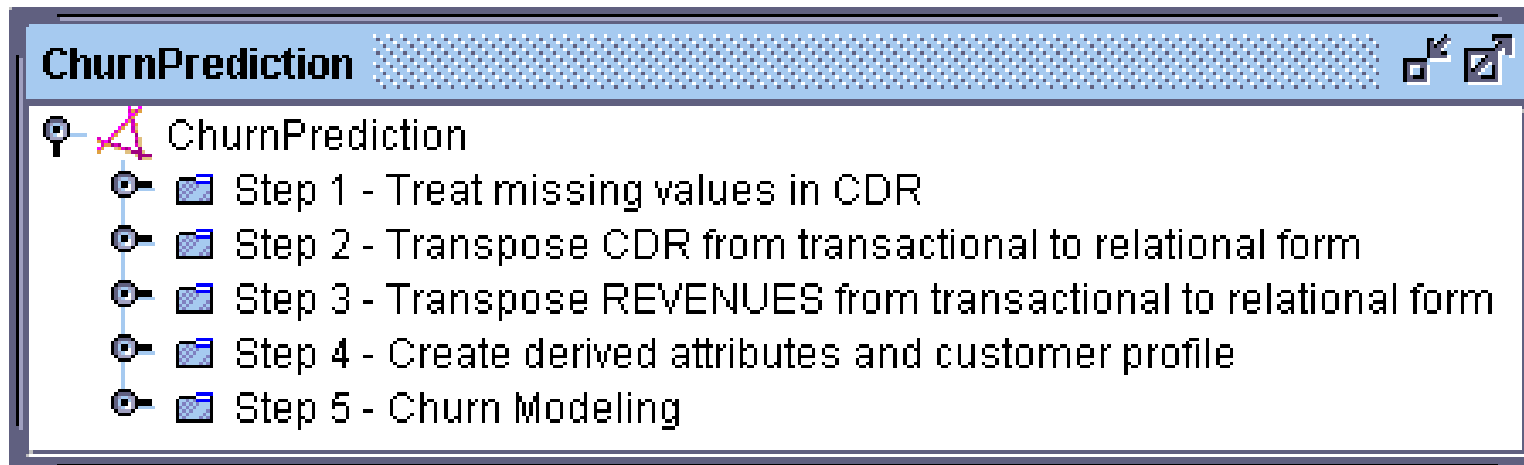 ChurnPrediction
ChurnPrediction
Step 1 - Treat missing values in CDR
Step 2 - Transpose CDR from transactional to relational form
Step 3 - Transpose REVENUES from transactional to relational form
Step 4 - Create derived attributes and customer profile
Step 5 - Churn Modeling